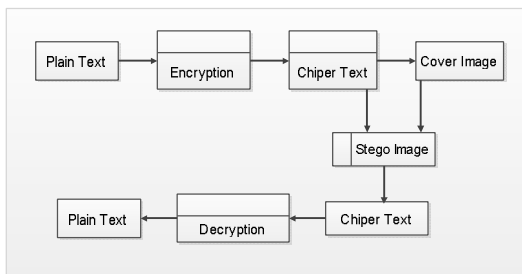 Plain Text
Encryption
Chiper Text
Cover Image
Stego Image
Plain Text
Decryption
Chiper Text